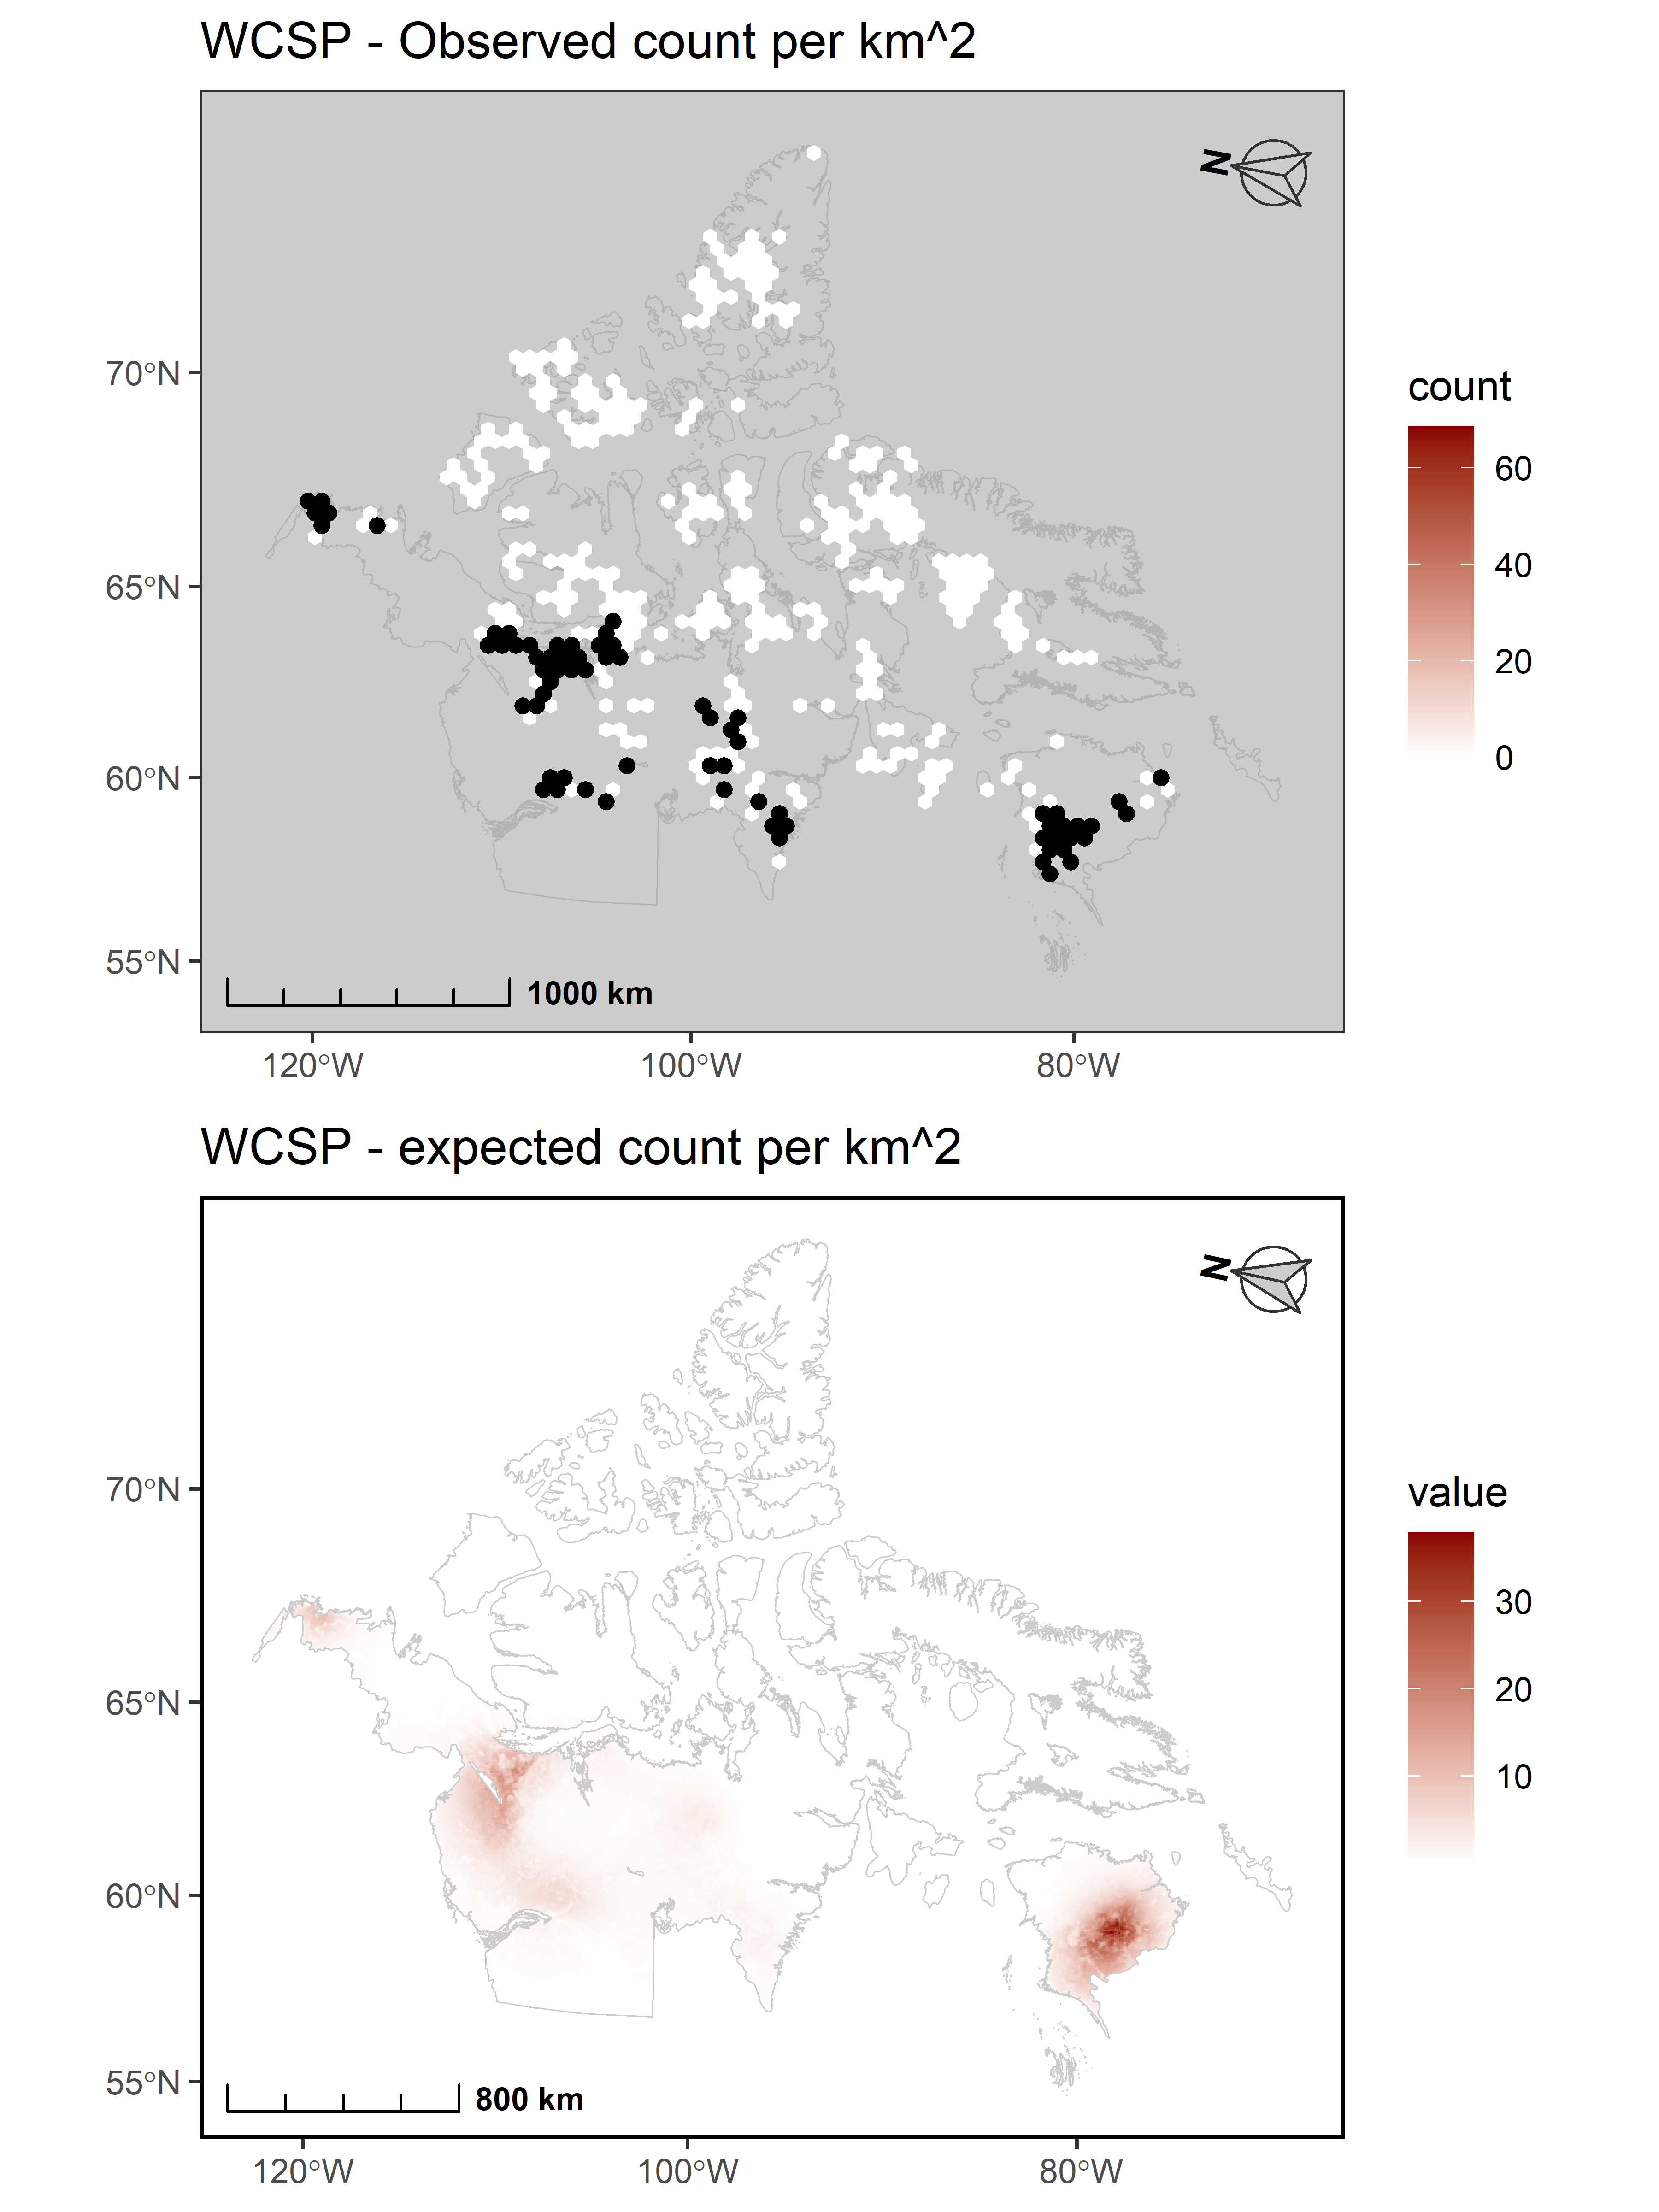 WCSP - Observed count per km^2
N
70°N
65°N
60°N
55°N
1000 km
120°W 100°W 80°W
count
60
40
20
0
WCSP - expected count per km^2
N
70°N
65°N
60°N
55°N
800 km
120°W 100°W 80°W
value
30
20
10